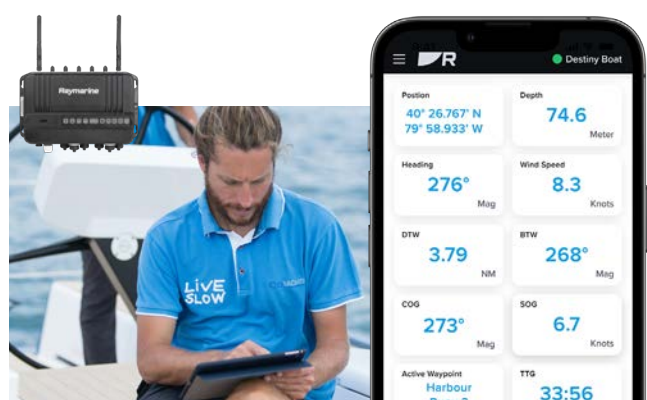 Raymarine
LiVE
SLOW
R
Destiny Boat
Postion
40° 26.767' N
79° 58.933' W
Depth
74.6
Meter
Heading
276°
Mag
Wind Speed
8.3
Knots
DTW
3.79
NM
BTW
268°
Mag
COG
273°
Mag
SOG
6.7
Knots
Active Waypoint
Harbour
TTG
33:56